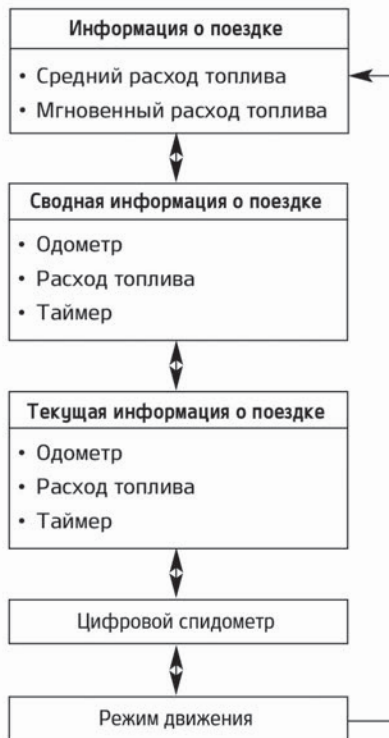 Информация о поездке
• Средний расход топлива
• Мгновенный расход топлива
Сводная информация о поездке
• Одометр
• Расход топлива
• Таймер
Текущая информация о поездке
• Одометр
• Расход топлива
• Таймер
Цифровой спидометр
Режим движения